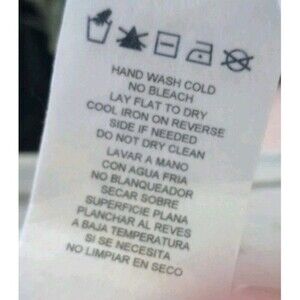 HAND WASH COLD
NO BLEACH
LAY FLAT TO DRY
COOL IRON ON REVERSE
SIDE IF NEEDED
DO NOT DRY CLEAN
LAVAR A MANO
CON AGUA FRIA
NO BLANQUEADOR
SECAR SOBRE
SUPERFICIE PLANA
PLANCHAR AL REVES
A BAJA TEMPERATURA
SI SE NECESITA
NO LIMPIAR EN SECO